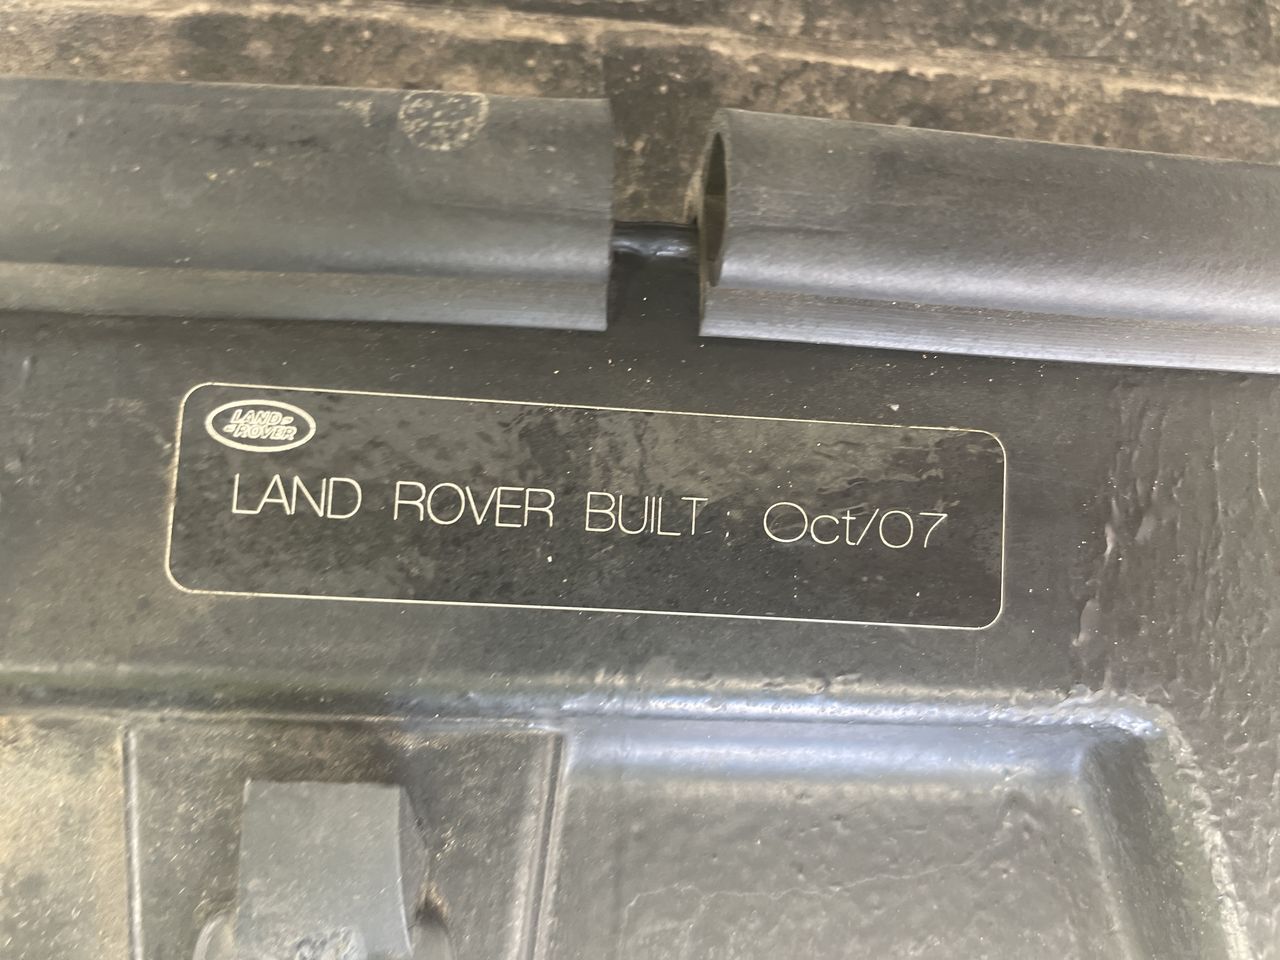 LAND-
-ROVER
LAND ROVER BUILT : Oct/07